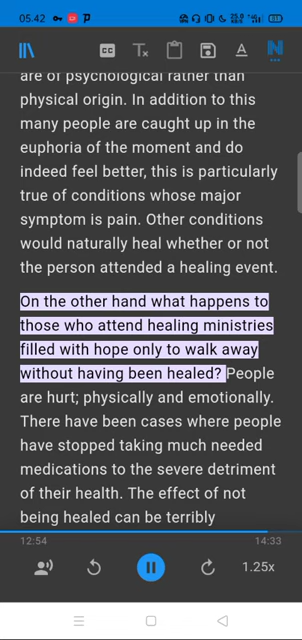 05.42
CC
A
N
are of psychological rather than
physical origin. In addition to this
many people are caught up in the
euphoria of the moment and do
indeed feel better, this is particularly
true of conditions whose major
symptom is pain. Other conditions
would naturally heal whether or not
the person attended a healing event.
On the other hand what happens to
those who attend healing ministries
filled with hope only to walk away
without having been healed? People
are hurt; physically and emotionally.
There have been cases where people
have stopped taking much needed
medications to the severe detriment
of their health. The effect of not
being healed can be terribly
12:54 14:33
1.25x